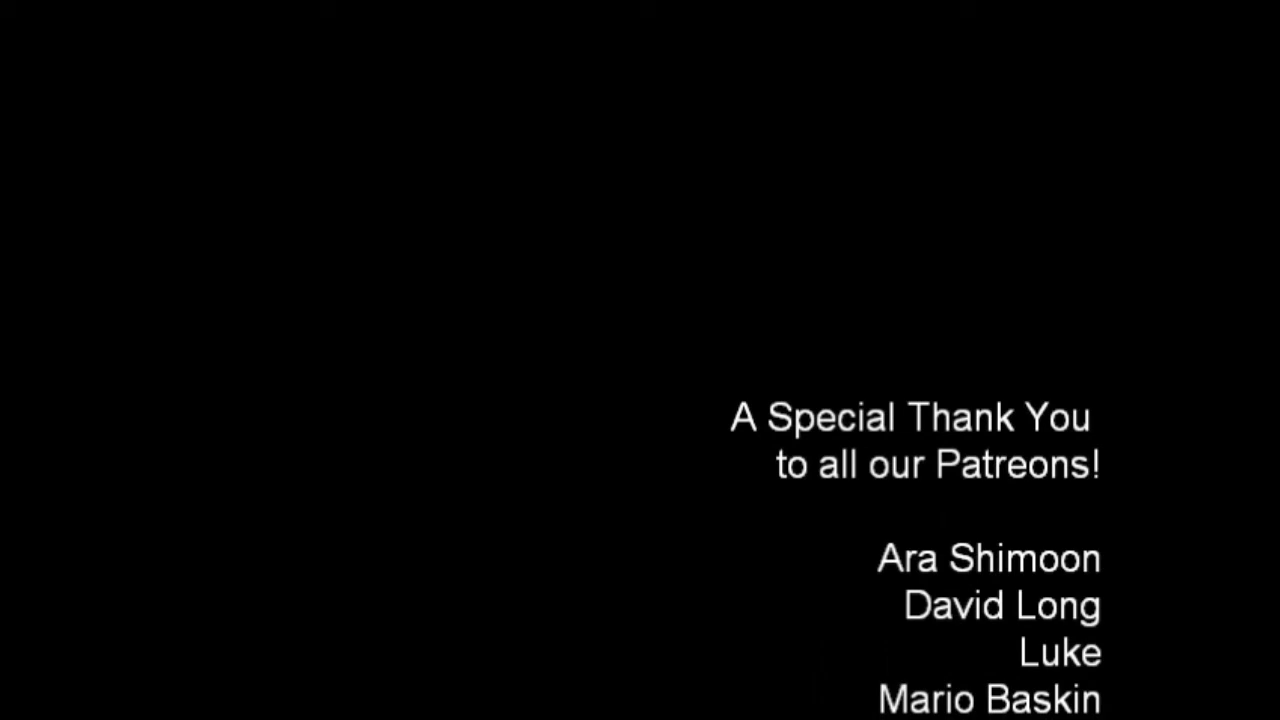 A Special Thank You
to all our Patreons!
Ara Shimoon
David Long
Luke
Mario Baskin